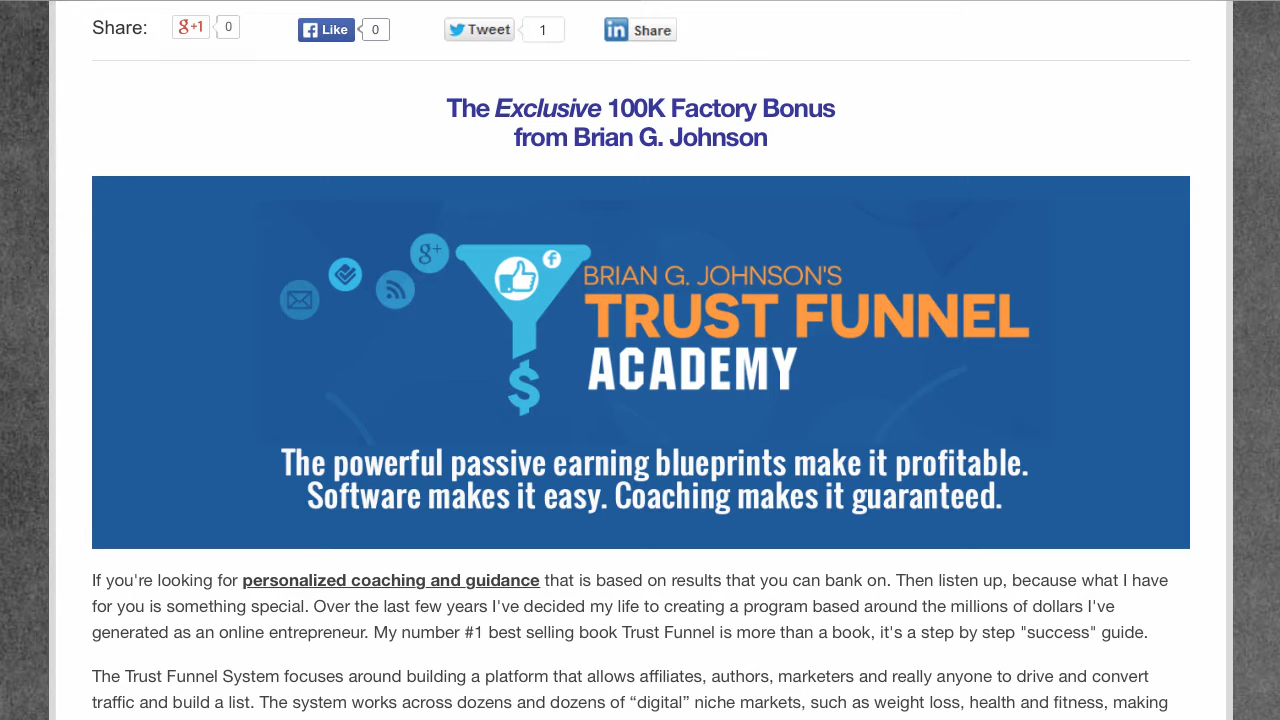 Share: g+1 0 Like 0 Tweet 1 in Share
The Exclusive 100K Factory Bonus
from Brian G. Johnson
g+
f
BRIAN G. JOHNSON'S
TRUST FUNNEL
ACADEMY
$
The powerful passive earning blueprints make it profitable.
Software makes it easy. Coaching makes it guaranteed.
If you're looking for personalized coaching and guidance that is based on results that you can bank on. Then listen up, because what I have
for you is something special. Over the last few years I've decided my life to creating a program based around the millions of dollars I've
generated as an online entrepreneur. My number #1 best selling book Trust Funnel is more than a book, it's a step by step "success" guide.
The Trust Funnel System focuses around building a platform that allows affiliates, authors, marketers and really anyone to drive and convert
traffic and build a list. The system works across dozens and dozens of “digital” niche markets, such as weight loss, health and fitness, making